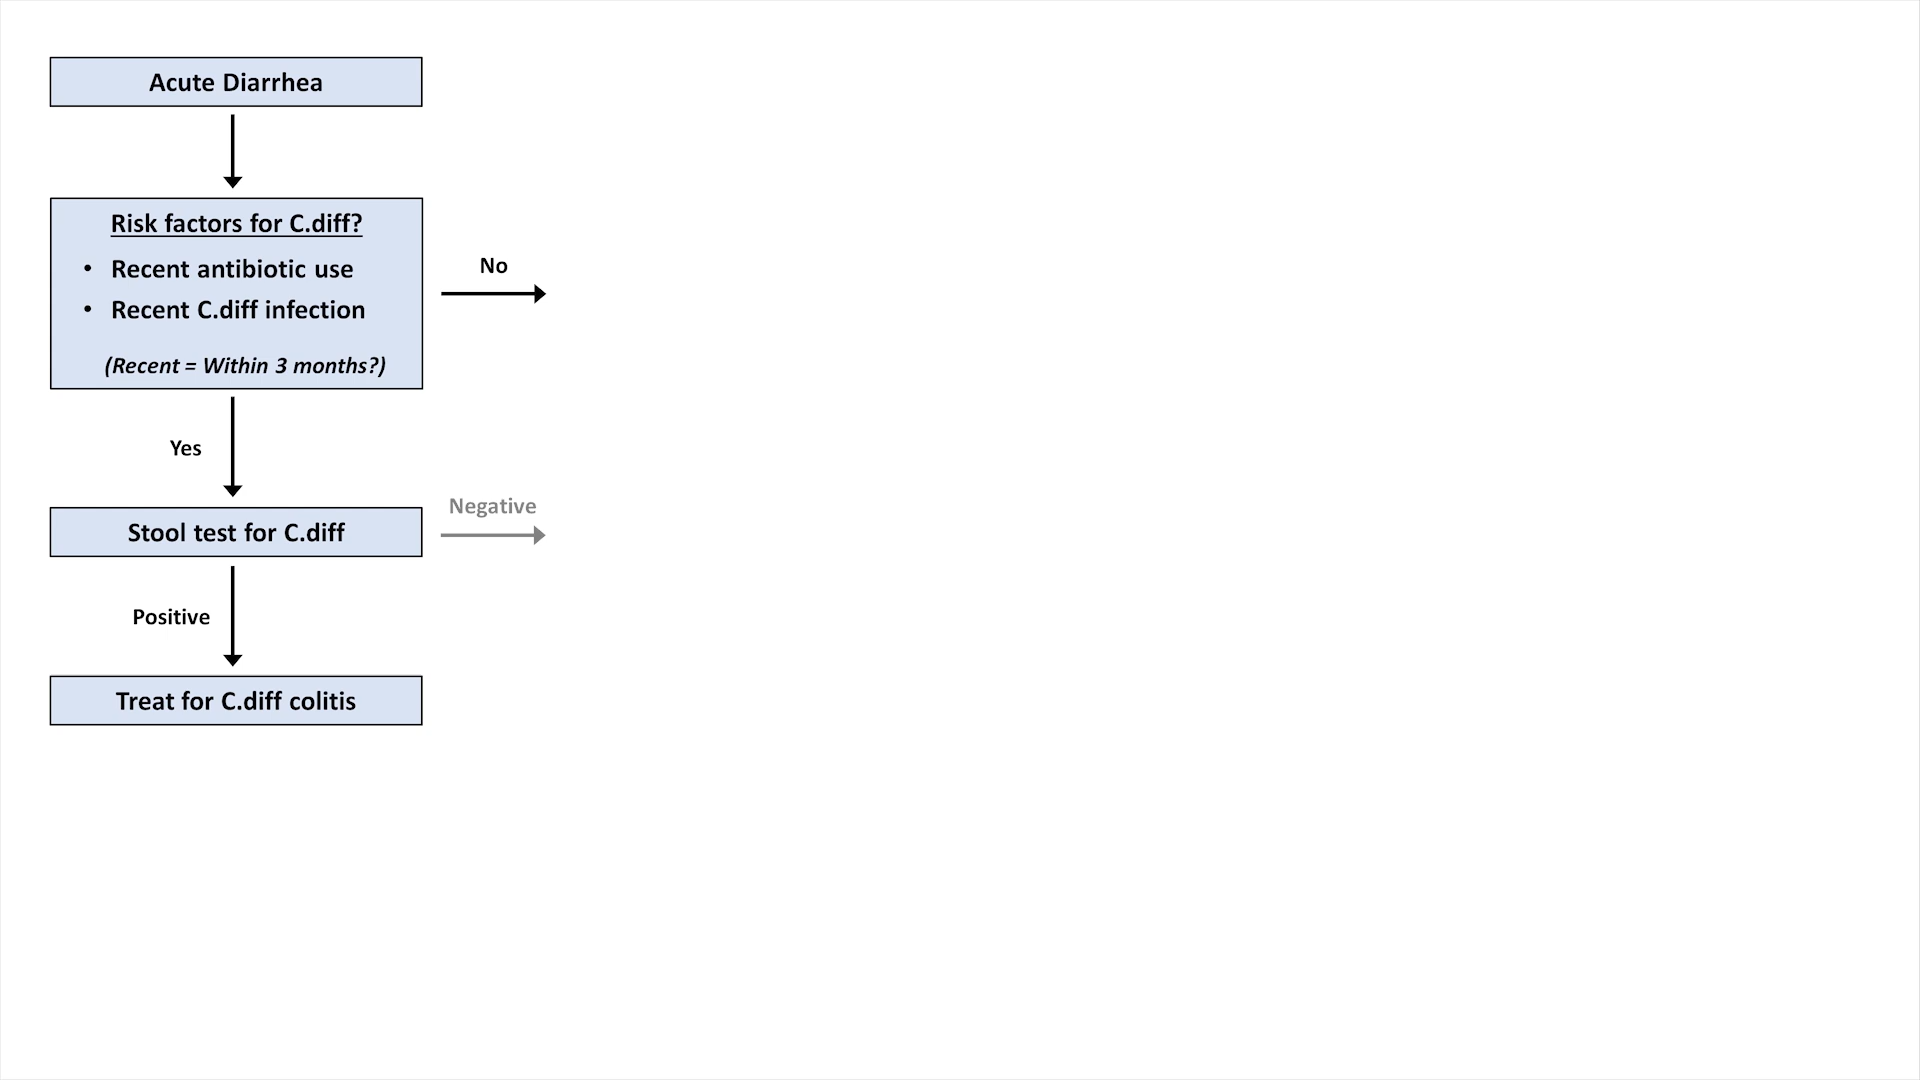 Acute Diarrhea
Risk factors for C.diff?
• Recent antibiotic use
• Recent C.diff infection
(Recent = Within 3 months?)
No
Yes
Stool test for C.diff
Negative
Positive
Treat for C.diff colitis